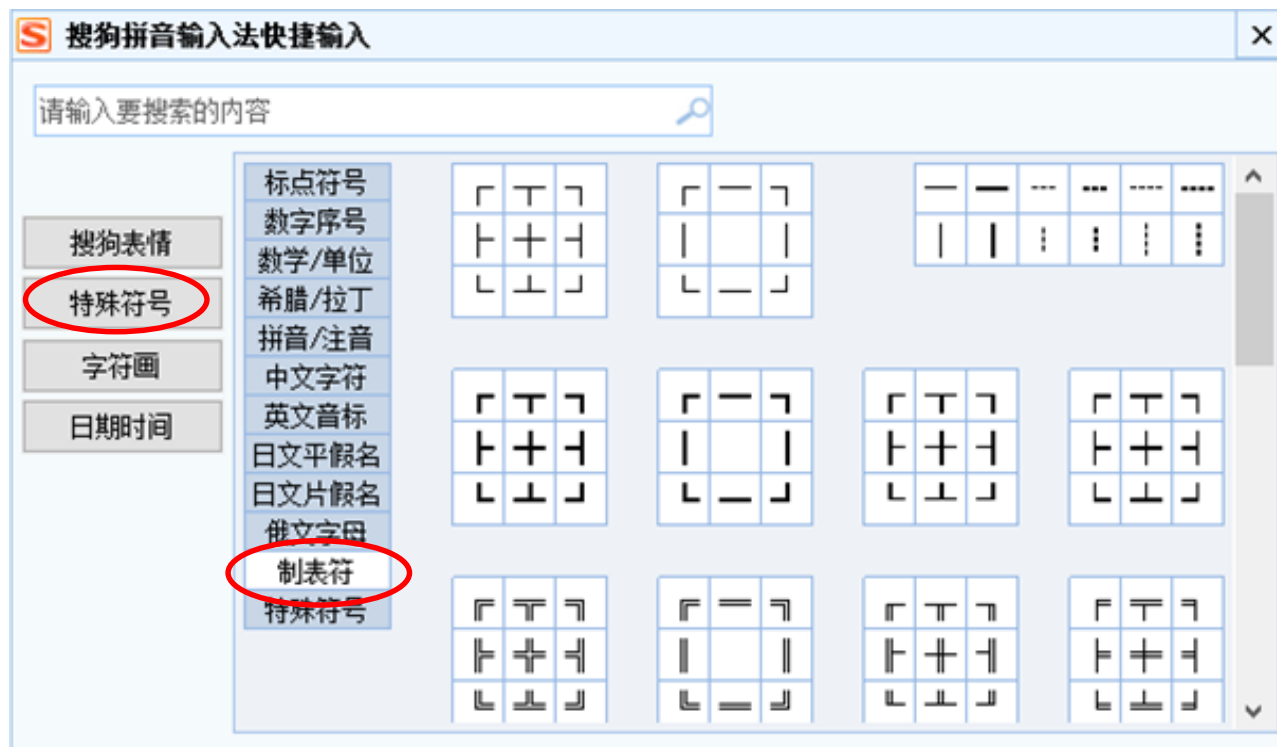 S 搜狗拼音输入法快捷输入
请输入要搜索的内容
搜狗表情
特殊符号
字符画
日期时间
标点符号
数字序号
数学/单位
希腊/拉丁
拼音/注音
中文字符
英文音标
日文平假名
日文片假名
俄文字母
制表符
特殊符号
┌ ┬ ┐ ┌ ─ ┐ ─ ━ ┄ ┅ ┈ ┉
├ ┼ ┤ │ │ │ ┃ ┆ ┇ ┊ ┋
└ ┴ ┘ └ ─ ┘
┏ ┳ ┓ ┏ ━ ┓ ┎ ┰ ┒ ┍ ┯ ┑
┣ ╋ ┫ ┃ ┃ ┠ ╂ ┨ ┝ ┿ ┥
┗ ┻ ┛ ┗ ━ ┛ ┖ ┸ ┚ ┕ ┷ ┙
╔ ╦ ╗ ╔ ═ ╗ ╓ ╥ ╖ ╒ ╤ ╕
╠ ╬ ╣ ║ ║ ╟ ╫ ╢ ╞ ╪ ╡
╚ ╩ ╝ ╚ ═ ╝ ╙ ╨ ╜ ╘ ╧ ╛